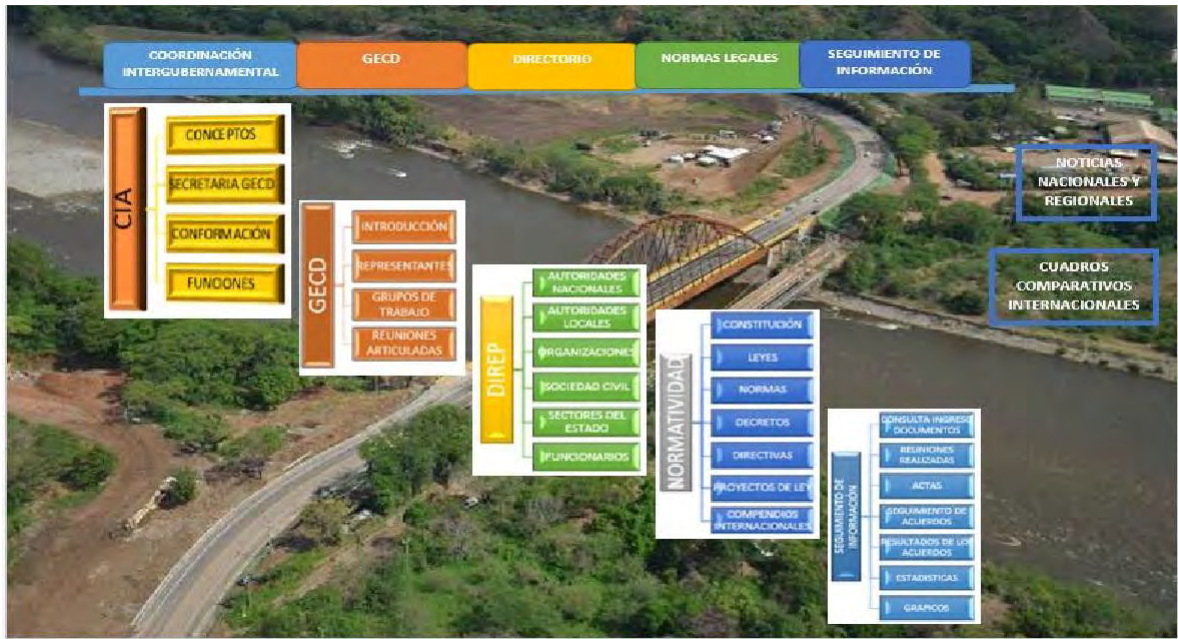 COORDINACIÓN
INTERGUBERNAMENTAL
GECD
DIRECTORIO
NORMAS LEGALES
SEGUIMIENTO DE
INFORMACIÓN
CIA
CONCEPTOS
SECRETARIA GECD
CONFORMACIÓN
FUNCIONES
GECD
INTRODUCCIÓN
REPRESENTANTES
GRUPOS DE
TRABAJO
REUNIONES
ARTICULADAS
DIREP
AUTORIDADES
NACIONALES
AUTORIDADES
LOCALES
ORGANIZACIONES
SOCIEDAD CIVIL
SECTORES DEL
ESTADO
FUNCIONARIOS
NORMATIVIDAD
CONSTITUCIÓN
LEYES
NORMAS
DECRETOS
DIRECTIVAS
PROYECTOS DE LEY
COMPENDIOS
INTERNACIONALES
SEGUIMIENTO DE
INFORMACIÓN
CONSULTA INGRESO
DOCUMENTOS
REUNIONES
REALIZADAS
ACTAS
SEGUIMIENTO DE
ACUERDOS
RESULTADOS DE LOS
ACUERDOS
ESTADISTICAS
GRAFICOS
NOTICIAS
NACIONALES Y
REGIONALES
CUADROS
COMPARATIVOS
INTERNACIONALES